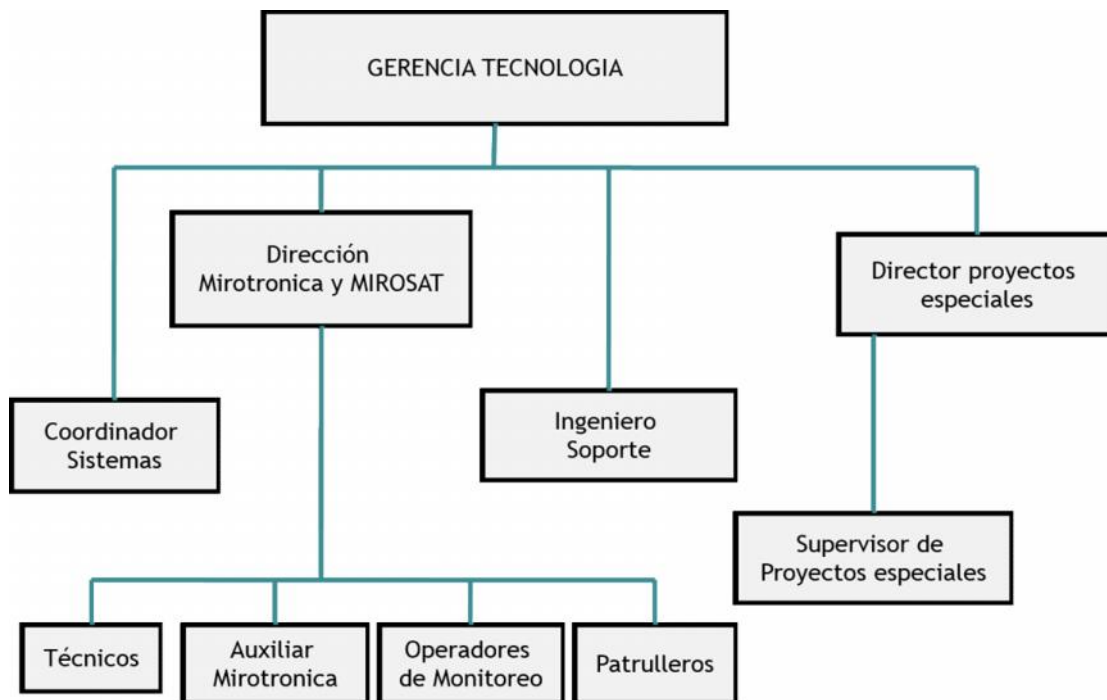 GERENCIA TECNOLOGIA
Dirección
Mirotronica y MIROSAT
Director proyectos
especiales
Coordinador
Sistemas
Ingeniero
Soporte
Supervisor de
Proyectos especiales
Técnicos
Auxiliar
Mirotronica
Operadores
de Monitoreo
Patrulleros